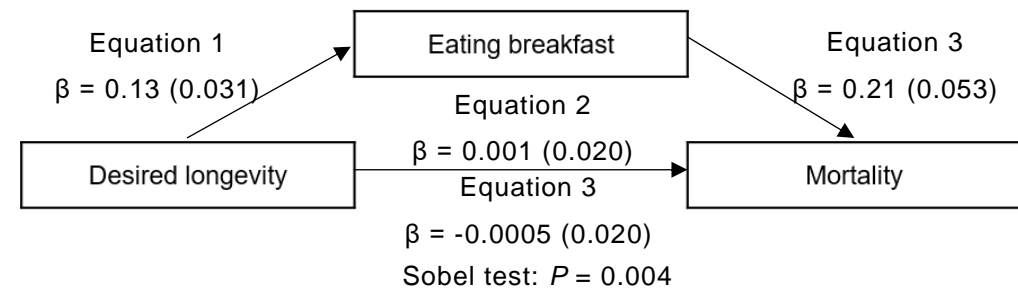 Equation 1
β = 0.13 (0.031)
Eating breakfast
Equation 3
β = 0.21 (0.053)
Equation 2
β = 0.001 (0.020)
Desired longevity
Mortality
Equation 3
β = -0.0005 (0.020)
Sobel test: P = 0.004